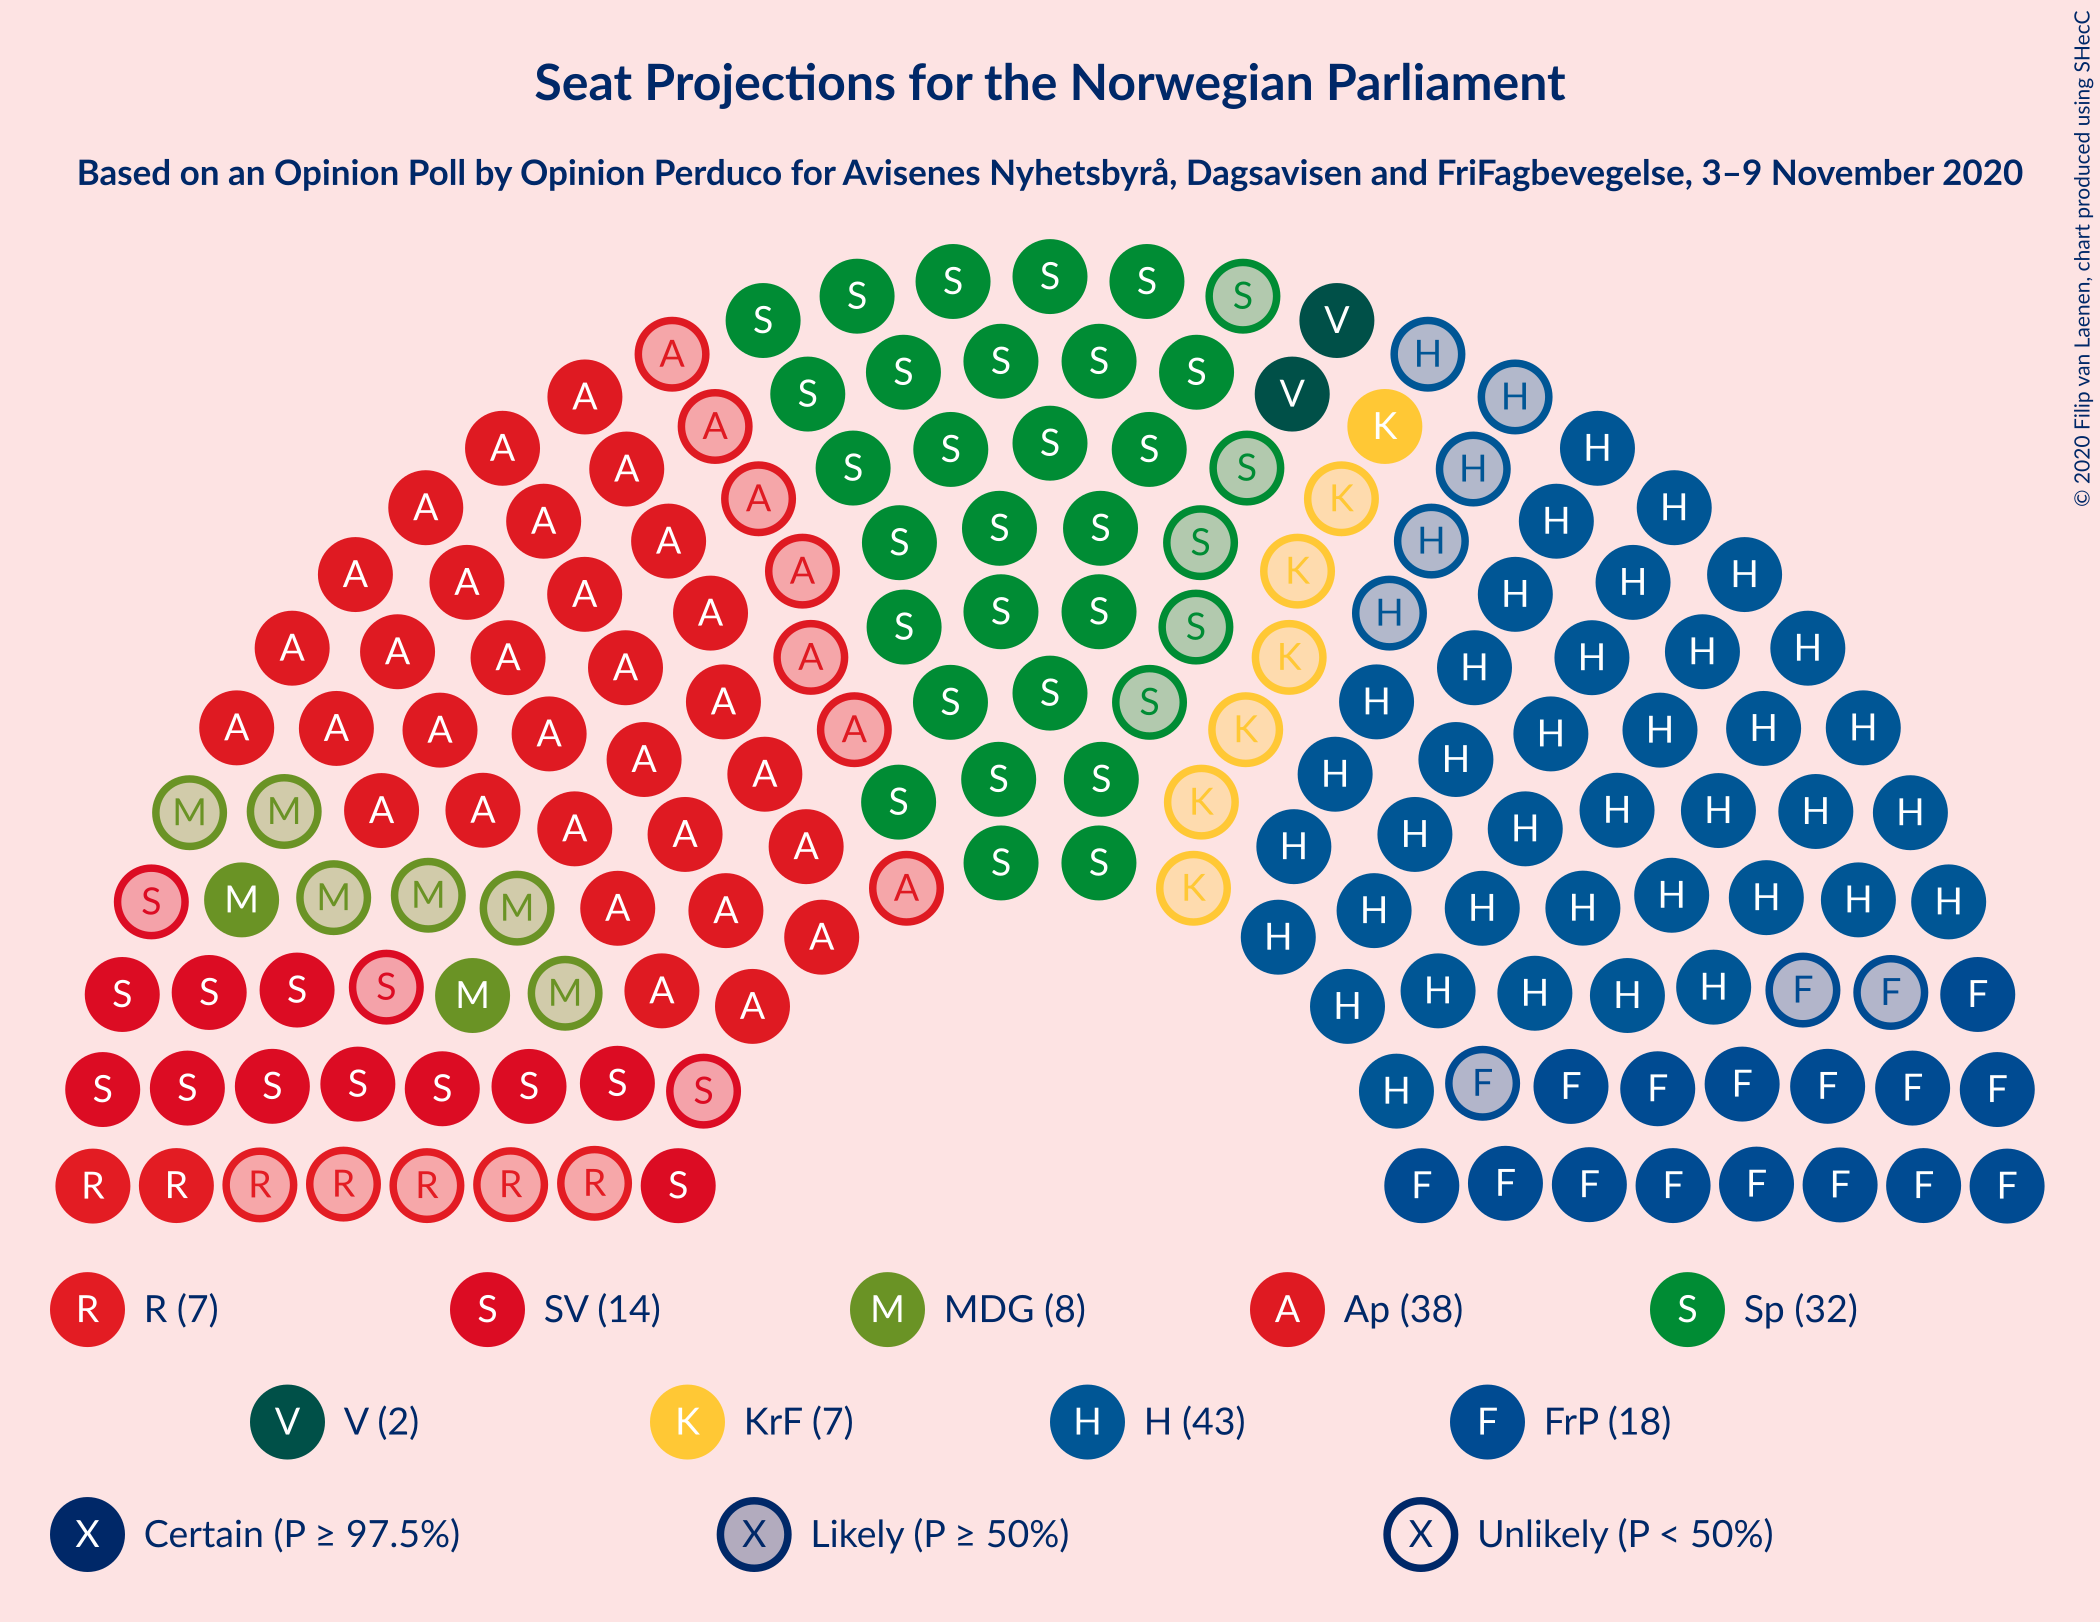 Seat Projections for the Norwegian Parliament
Based on an Opinion Poll by Opinion Perduco for Avisenes Nyhetsbyrå, Dagsavisen and FriFagbevegelse, 3–9 November 2020
© 2020 Filip van Laenen, chart produced using SHecC
S S S S S S V
A S S S S S V H
A A S S S S S K H H
A A A S S S S K H H
A A A A S S S S K H H H
A A A A S S S K H H H H
A A A A A S S K H H H H H
A A A A A A S S S K H H H H H H
M M A A A A A S S H H H H H H H
S M M M M A A A A K H H H H H H H H
S S S S M M A A H H H H H F F F
S S S S S S S S H F F F F F F F
R R R R R R R S F F F F F F F F
R R (7) S SV (14) M MDG (8) A Ap (38) S Sp (32)
V V (2) K KrF (7) H H (43) F FrP (18)
X Certain (P ≥ 97.5%) X Likely (P ≥ 50%) X Unlikely (P < 50%)